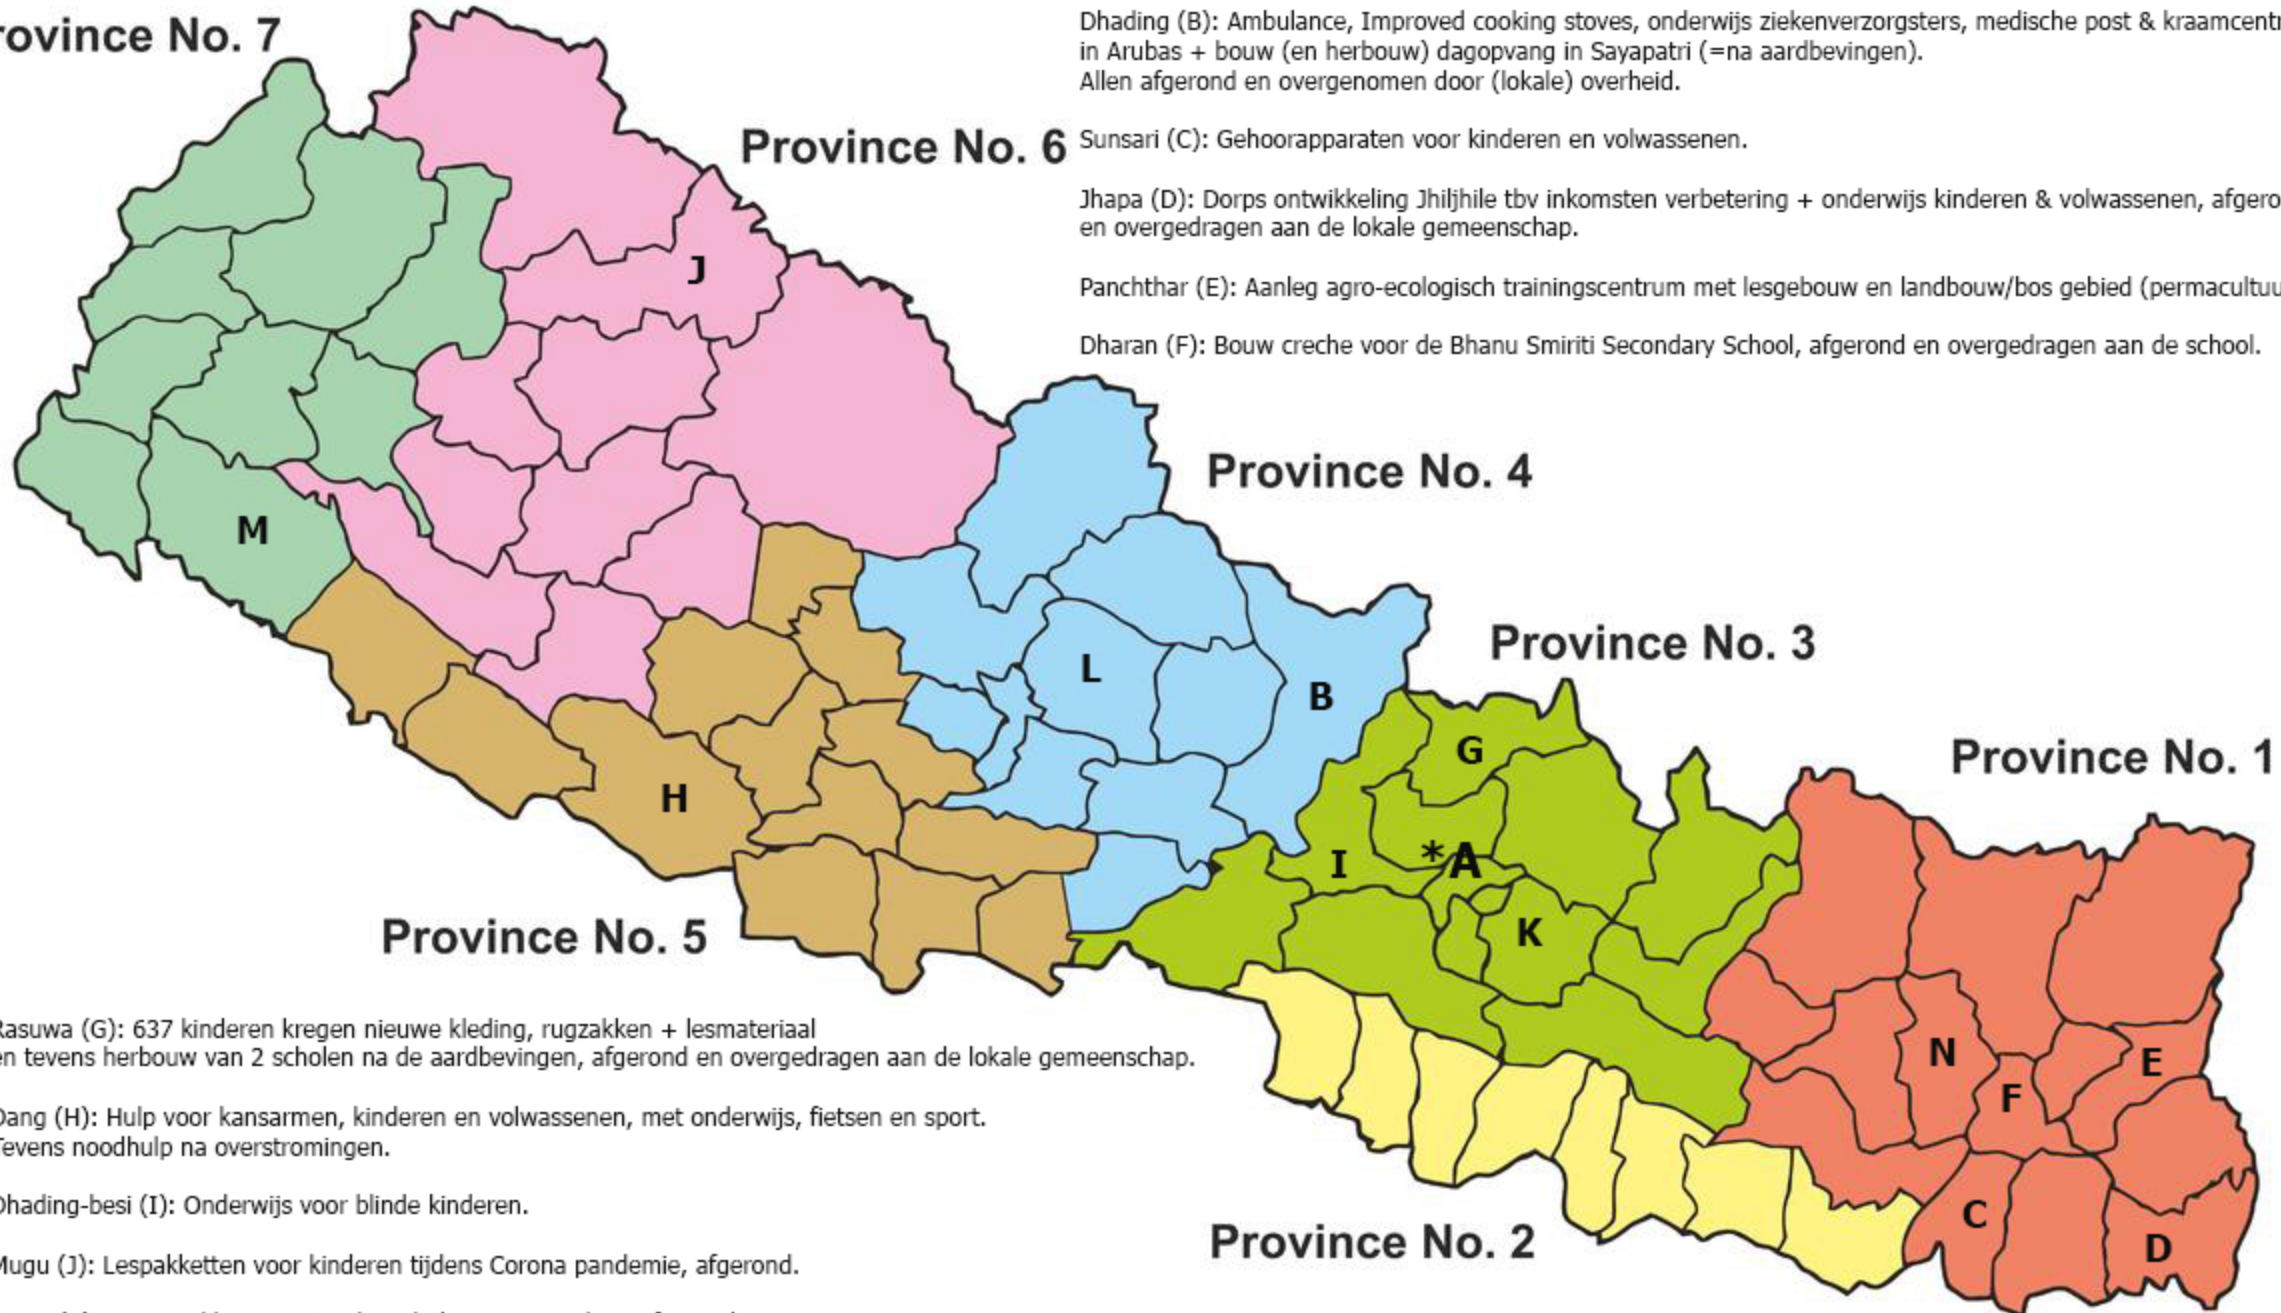 rovince No. 7
Dhading (B): Ambulance, Improved cooking stoves, onderwijs ziekenverzorgsters, medische post & kraamcentr
in Arubas + bouw (en herbouw) dagopvang in Sayapatri (=na aardbevingen).
Allen afgerond en overgenomen door (lokale) overheid.
Province No. 6
Sunsari (C): Gehoorapparaten voor kinderen en volwassenen.
Jhapa (D): Dorps ontwikkeling Jhiljhile tbv inkomsten verbetering + onderwijs kinderen & volwassenen, afgero
en overgedragen aan de lokale gemeenschap.
J
Panchthar (E): Aanleg agro-ecologisch trainingscentrum met lesgebouw en landbouw/bos gebied (permacultuu
Dharan (F): Bouw creche voor de Bhanu Smiriti Secondary School, afgerond en overgedragen aan de school.
Province No. 4
M
Province No. 3
L
B
G
Province No. 1
H
I
*A
K
Province No. 5
Rasuwa (G): 637 kinderen kregen nieuwe kleding, rugzakken + lesmateriaal
en tevens herbouw van 2 scholen na de aardbevingen, afgerond en overgedragen aan de lokale gemeenschap.
N
E
F
Dang (H): Hulp voor kansarmen, kinderen en volwassenen, met onderwijs, fietsen en sport.
Tevens noodhulp na overstromingen.
Dhading-besi (I): Onderwijs voor blinde kinderen.
C
Province No. 2
D
Mugu (J): Lespakketten voor kinderen tijdens Corona pandemie, afgerond.